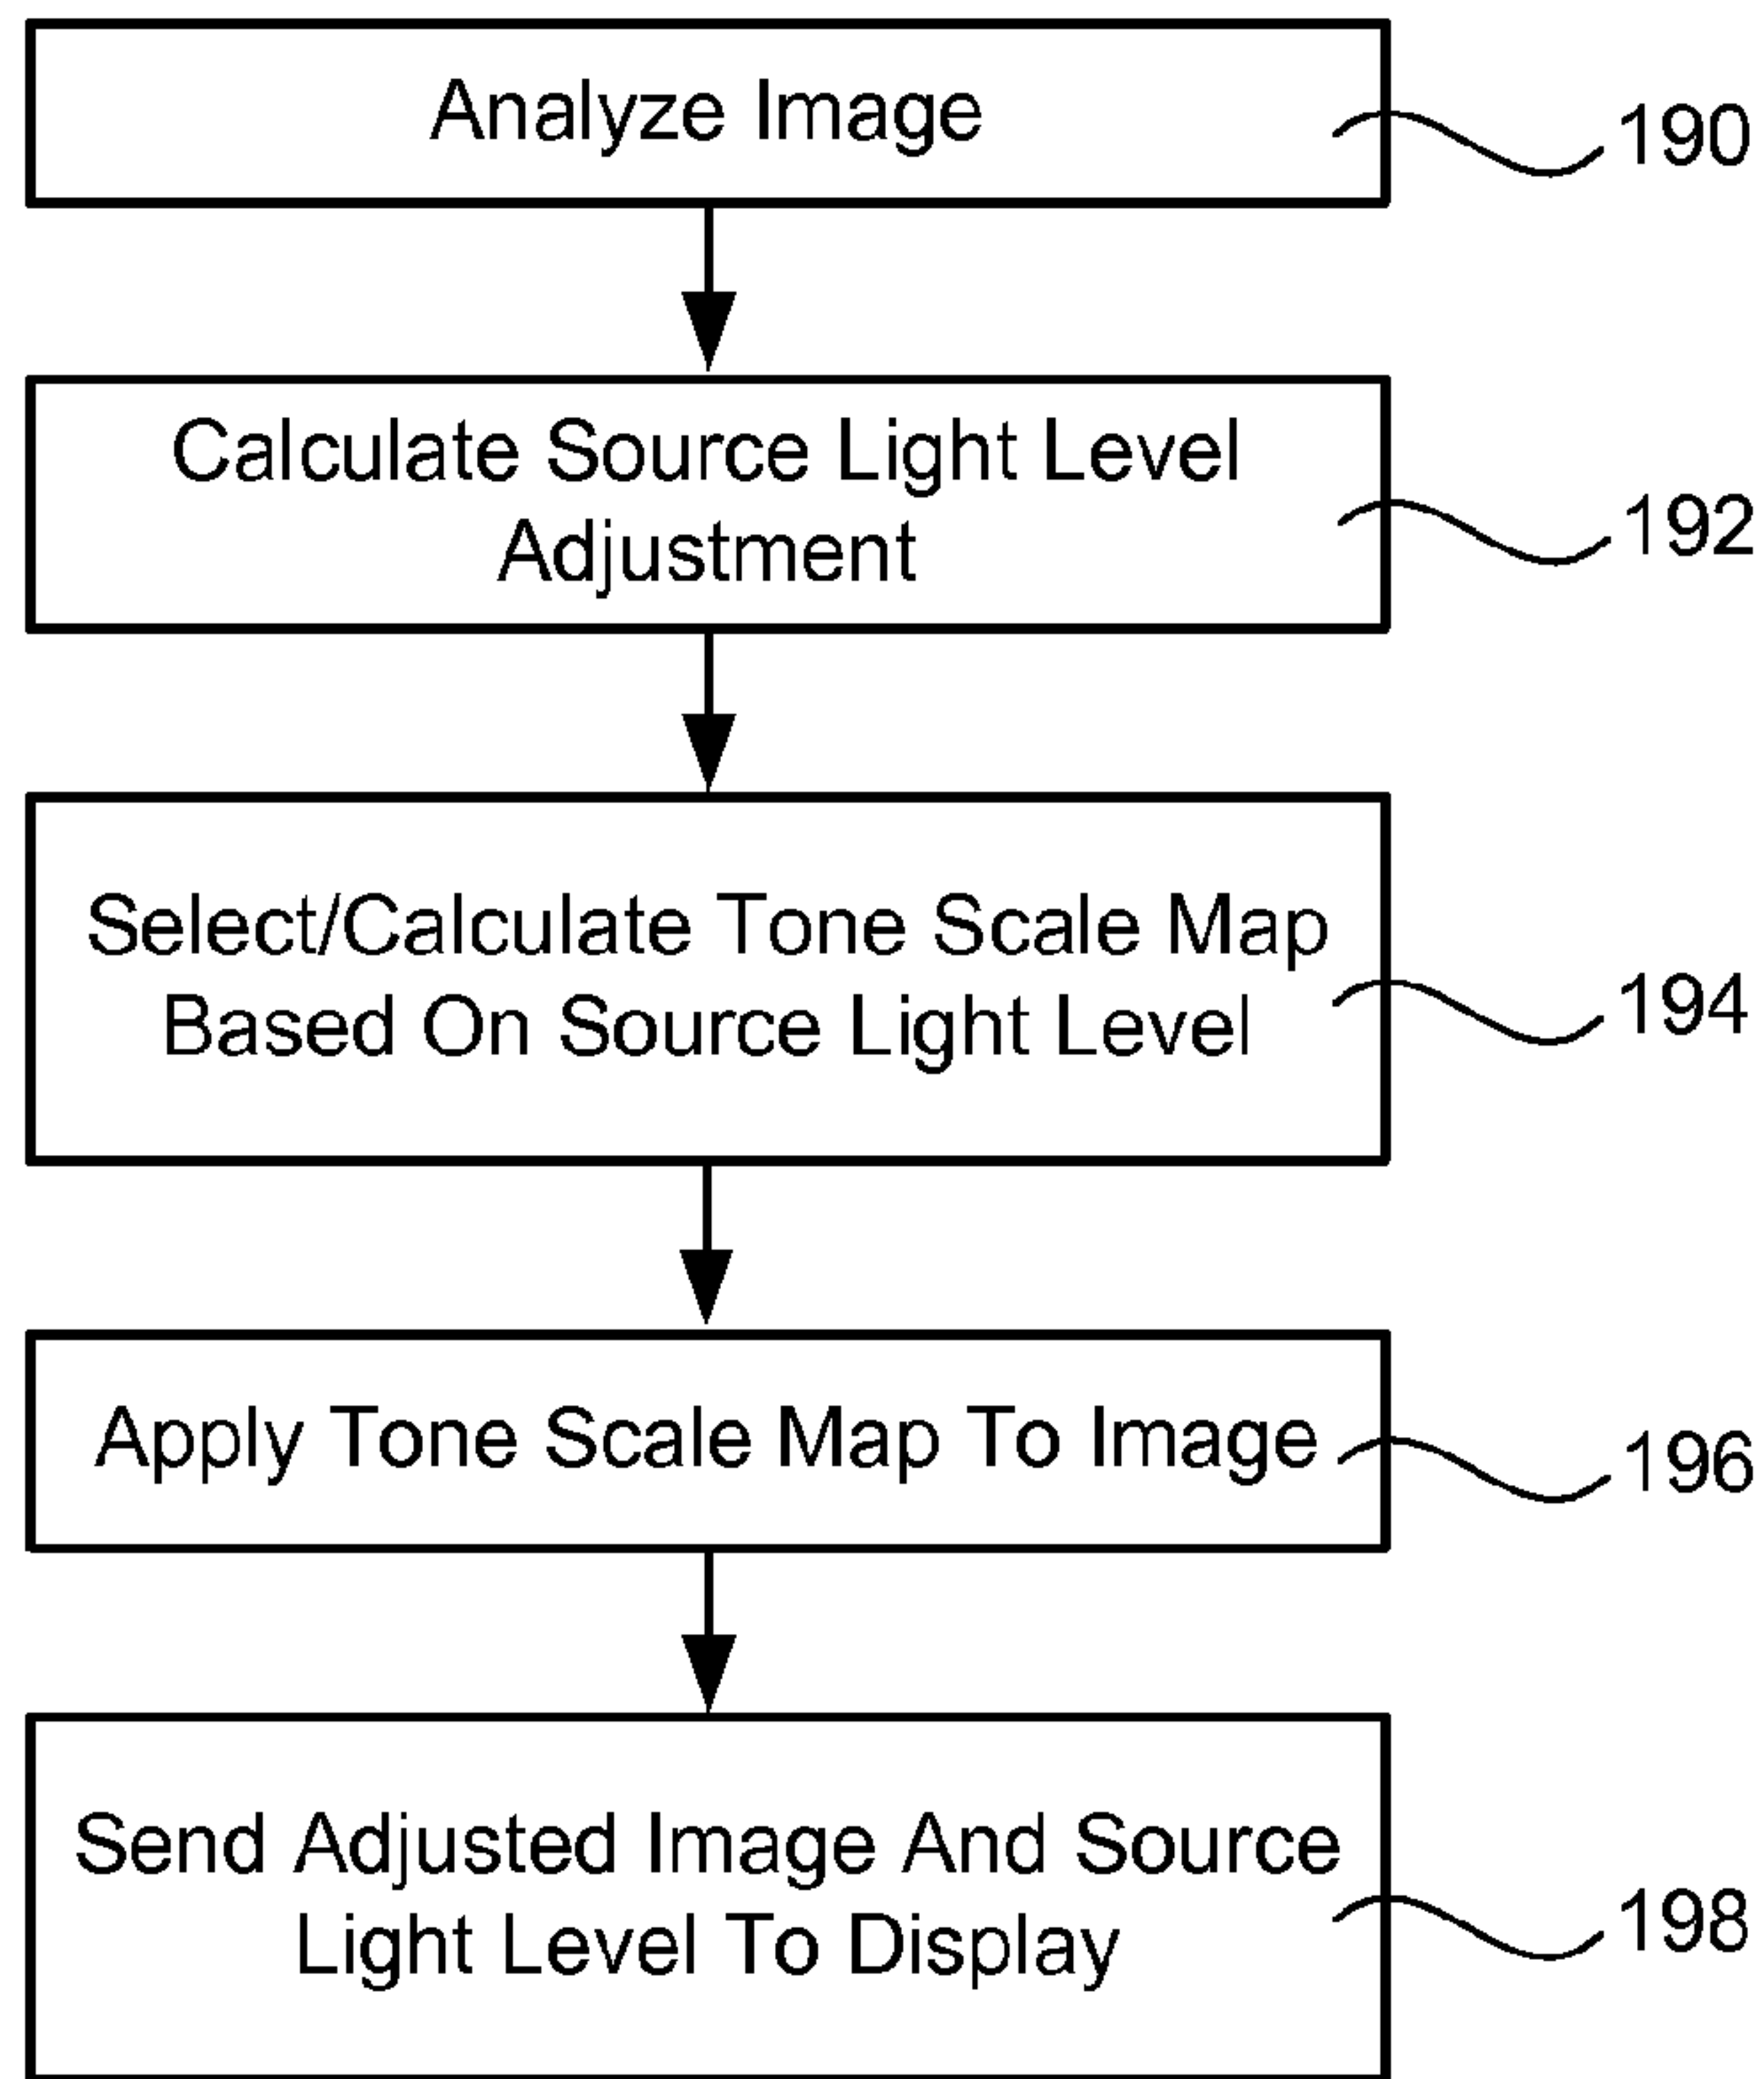 Analyze Image
190
Calculate Source Light Level
Adjustment
192
Select/Calculate Tone Scale Map
Based On Source Light Level
194
Apply Tone Scale Map To Image
196
Send Adjusted Image And Source
Light Level To Display
198